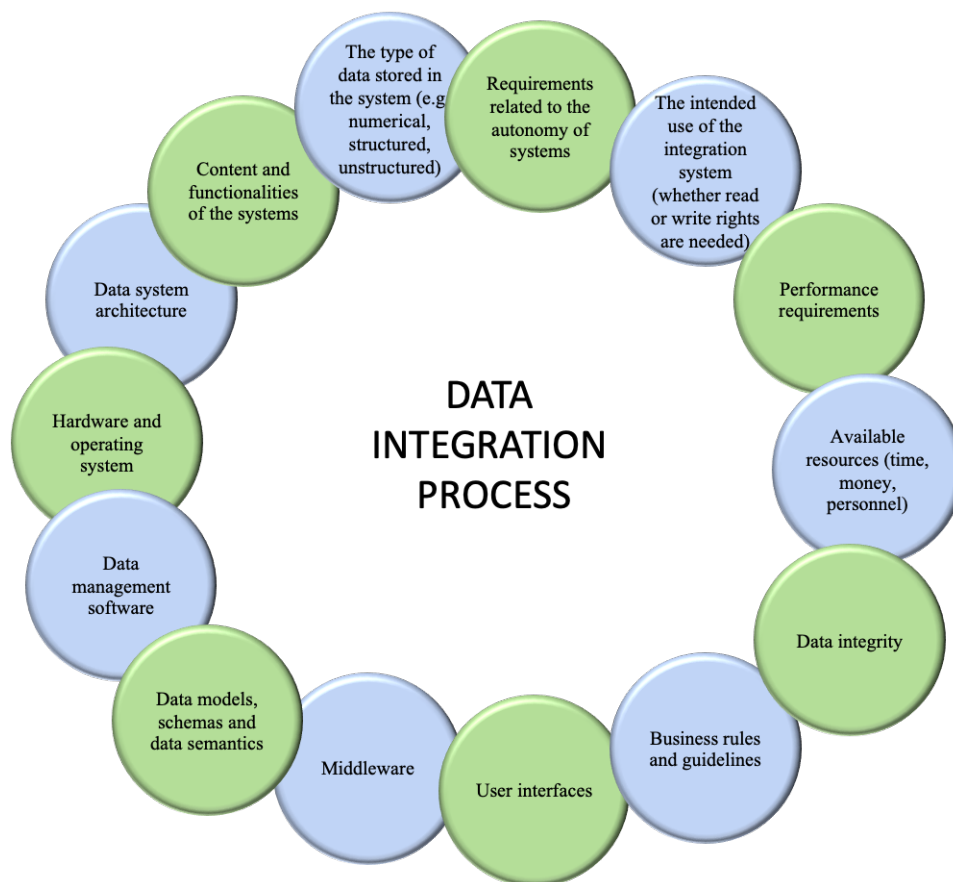 The type of
data stored in
the system (e.g
numerical,
structured,
unstructured)
Requirements
related to the
autonomy of
systems
The intended
use of the
integration
system
(whether read
or write rights
are needed)
Performance
requirements
Available
resources (time,
money,
personnel)
Data integrity
Business rules
and guidelines
User interfaces
Middleware
Data models,
schemas and
data semantics
Data
management
software
Hardware and
operating
system
Data system
architecture
Content and
functionalities
of the systems
DATA
INTEGRATION
PROCESS